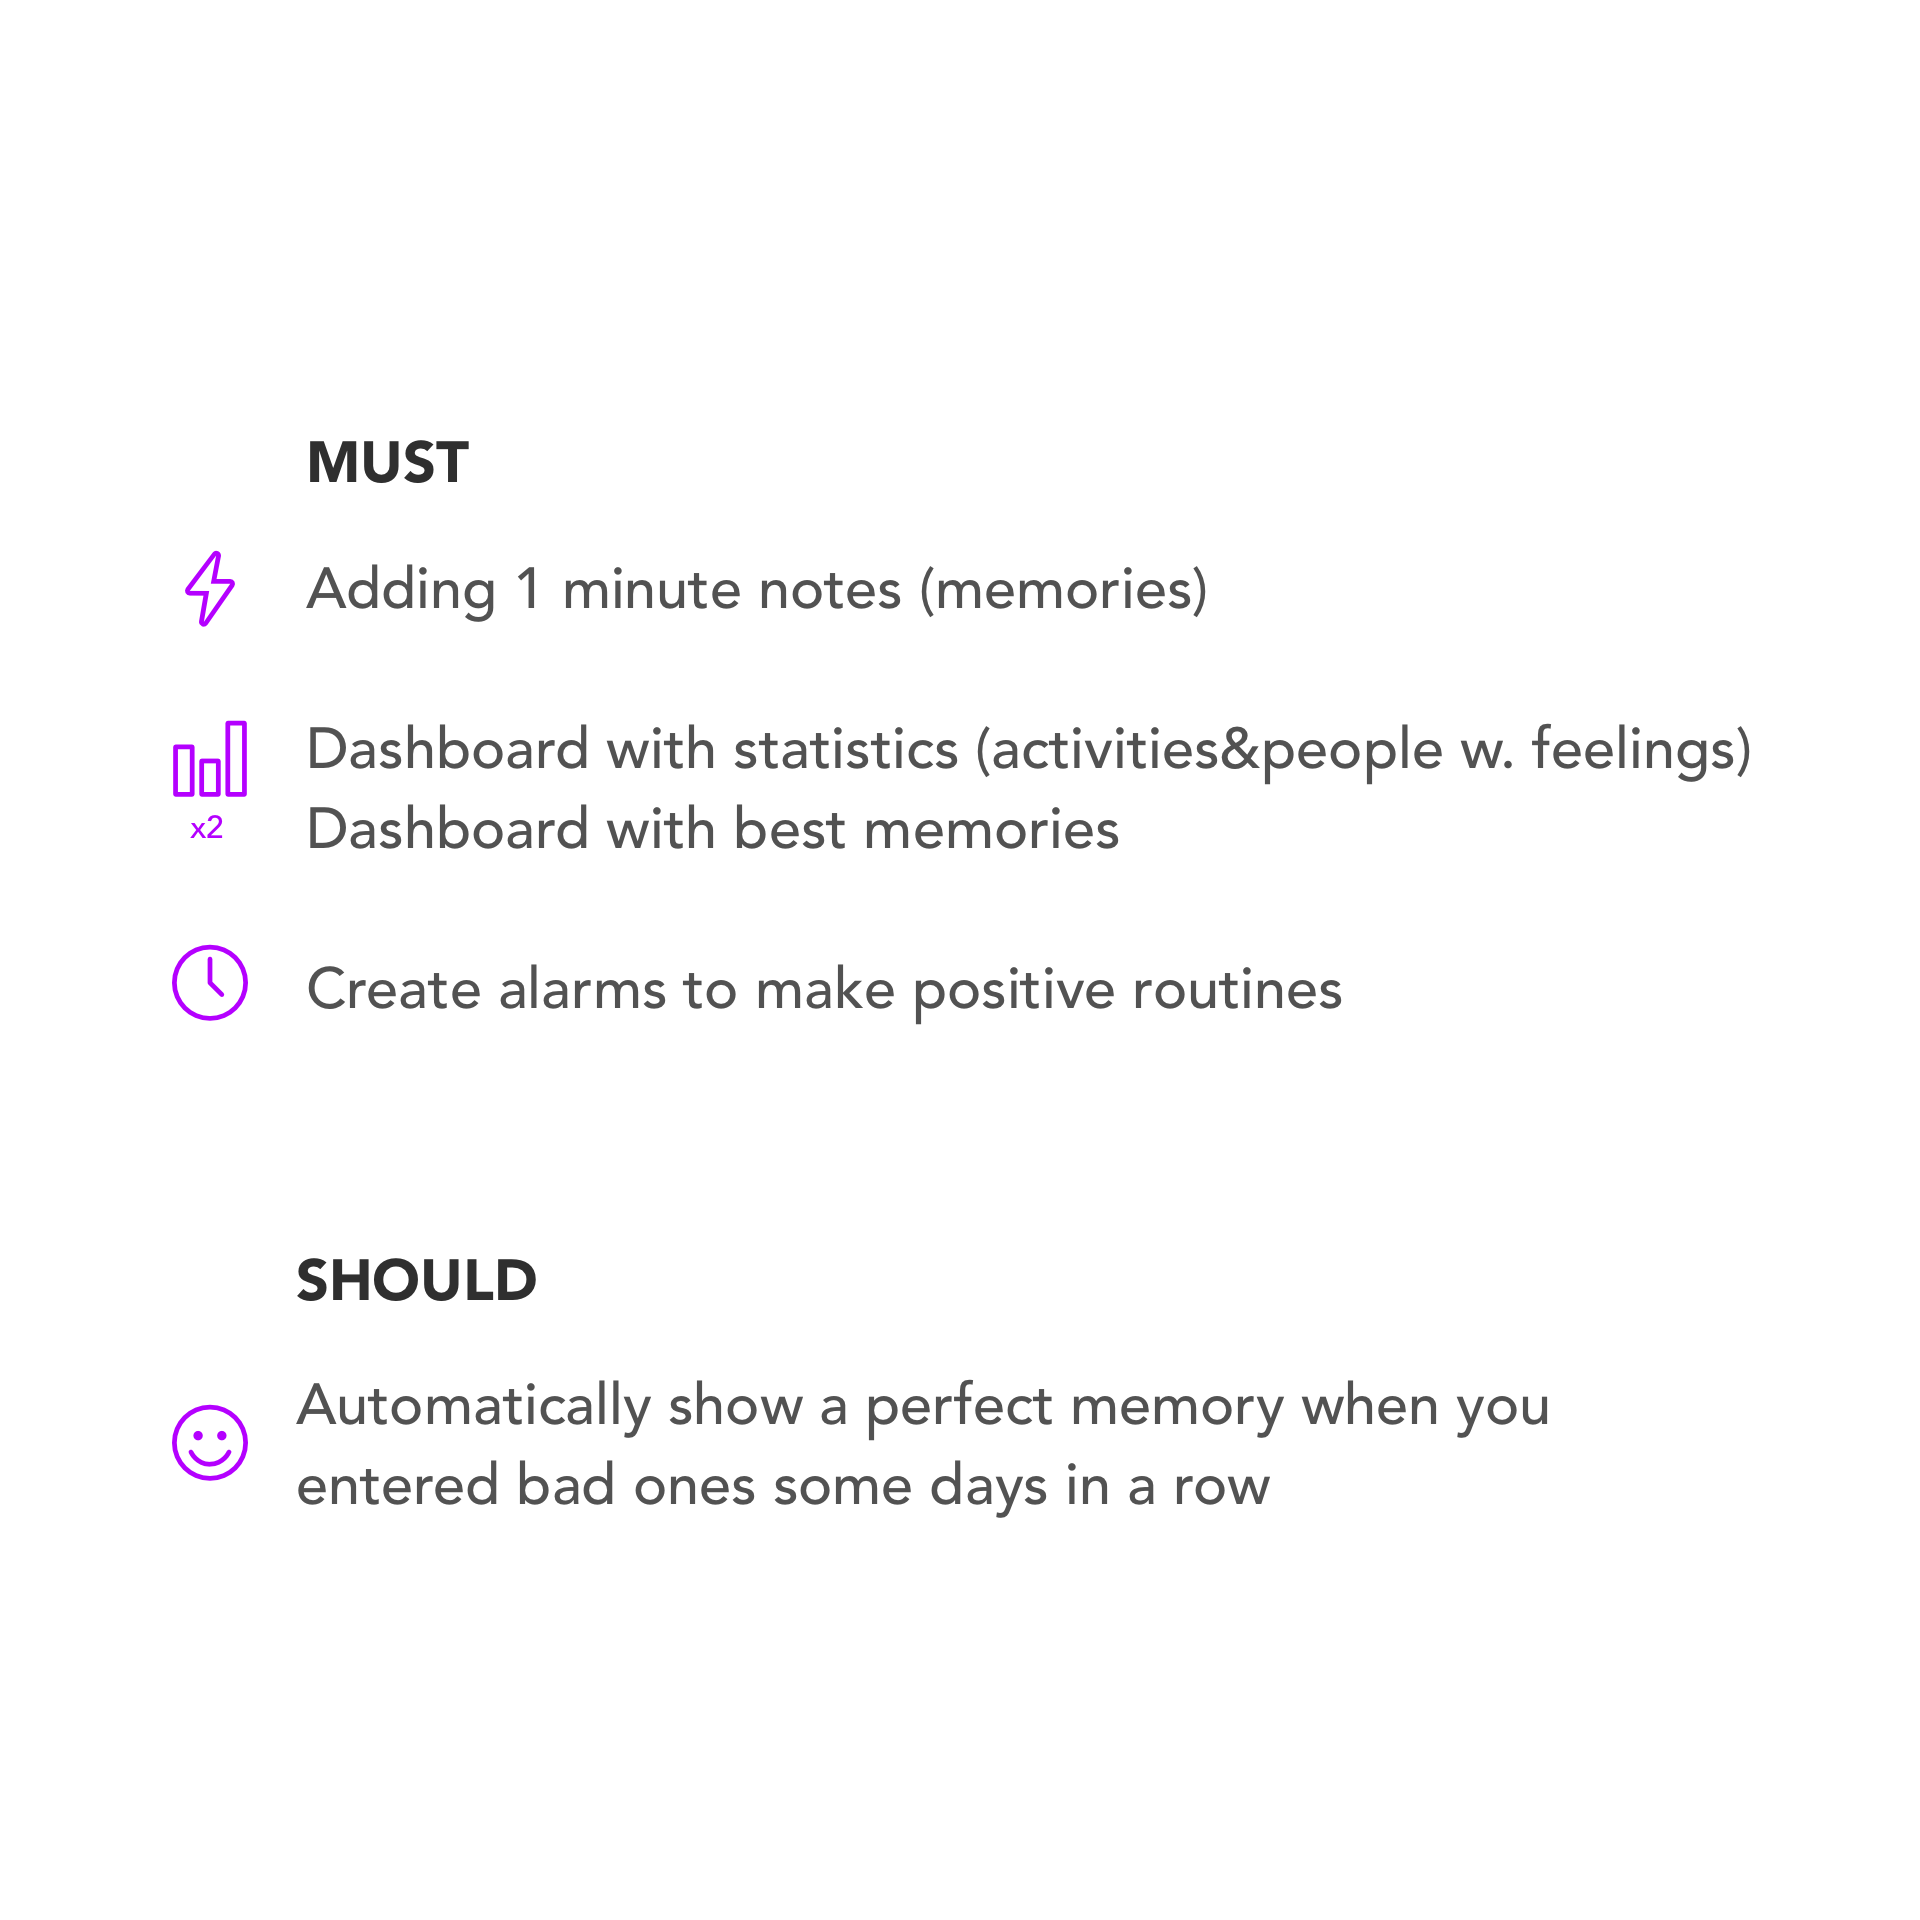 MUST
Adding 1 minute notes (memories)
Dashboard with statistics (activities&people w. feelings)
x2
Dashboard with best memories
Create alarms to make positive routines
SHOULD
Automatically show a perfect memory when you
entered bad ones some days in a row